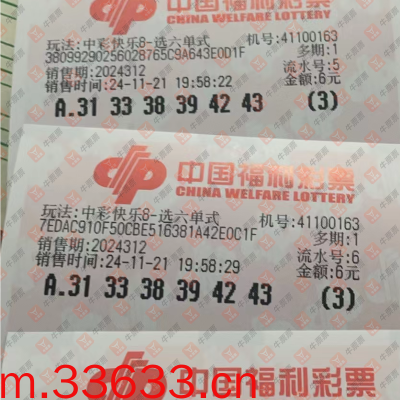 中国福利彩票
CHINA WELFARE LOTTERY
玩法:中彩快乐8-选六单式 机号:41100163
38099290256028765C9A643E0D1F 多期:1
销售期:2024312 流水号:5
销售时间:24-11-21 19:58:22 金额:6元
A.31 33 38 39 42 43 (3)
中国福利彩票
CHINA WELFARE LOTTERY
玩法:中彩快乐8-选六单式 机号:41100163
7EDAC910F50CBE516381A42E0C1F 多期:1
销售期:2024312 流水号:6
销售时间:24-11-21 19:58:29 金额:6元
A.31 33 38 39 42 43 (3)
m.33633.cn
中国福利彩票